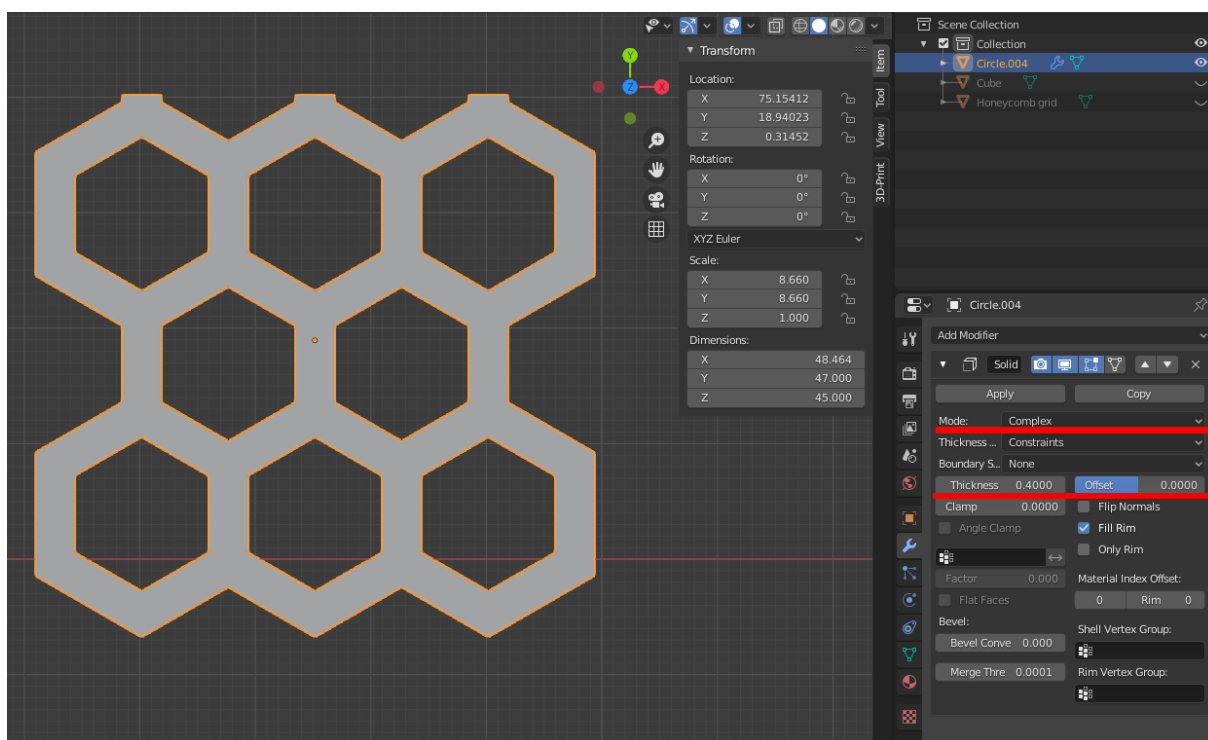 Scene Collection
Collection
Circle.004
Cube
Honeycomb grid
Y
Z
X
Transform
Location:
X 75.15412
Y 18.94023
Z 0.31452
Rotation:
X 0°
Y 0°
Z 0°
XYZ Euler
Scale:
X 8.660
Y 8.660
Z 1.000
Dimensions:
X 48.464
Y 47.000
Z 45.000
Item
Tool
View
3D-Print
Circle.004
Add Modifier
Solid
Apply Copy
Mode: Complex
Thickness ... Constraints
Boundary S... None
Thickness 0.4000 Offset 0.0000
Clamp 0.0000 Flip Normals
Angle Clamp Fill Rim
Only Rim
Factor 0.000 Material Index Offset:
Flat Faces 0 Rim 0
Bevel: Shell Vertex Group:
Bevel Conve 0.000
Merge Thre 0.0001 Rim Vertex Group: